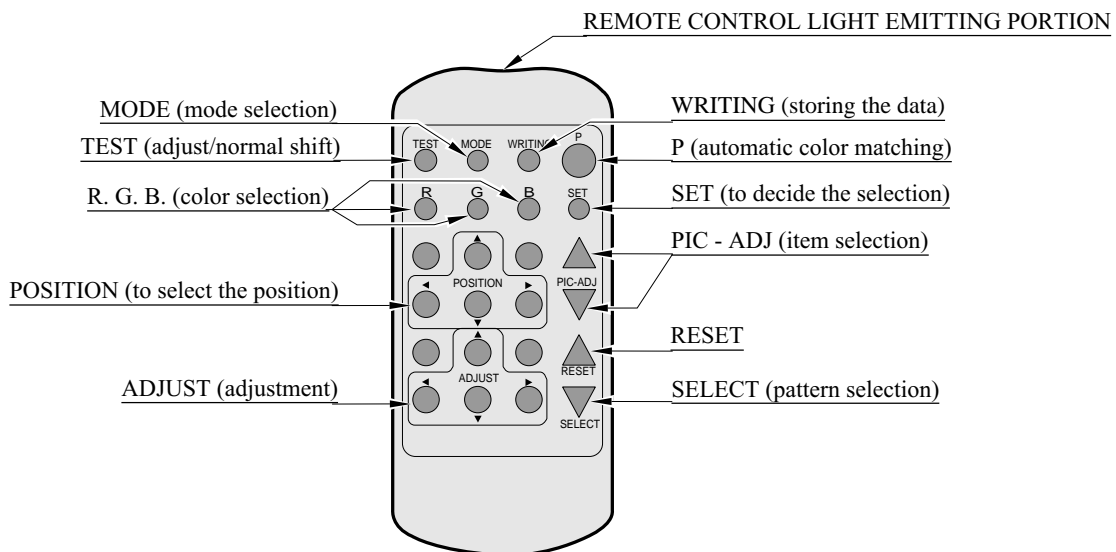 REMOTE CONTROL LIGHT EMITTING PORTION
MODE (mode selection)
WRITING (storing the data)
TEST (adjust/normal shift)
P (automatic color matching)
R. G. B. (color selection)
SET (to decide the selection)
PIC - ADJ (item selection)
POSITION (to select the position)
RESET
ADJUST (adjustment)
SELECT (pattern selection)
TEST MODE WRITING P
R G B SET
POSITION PIC-ADJ
RESET
ADJUST
SELECT